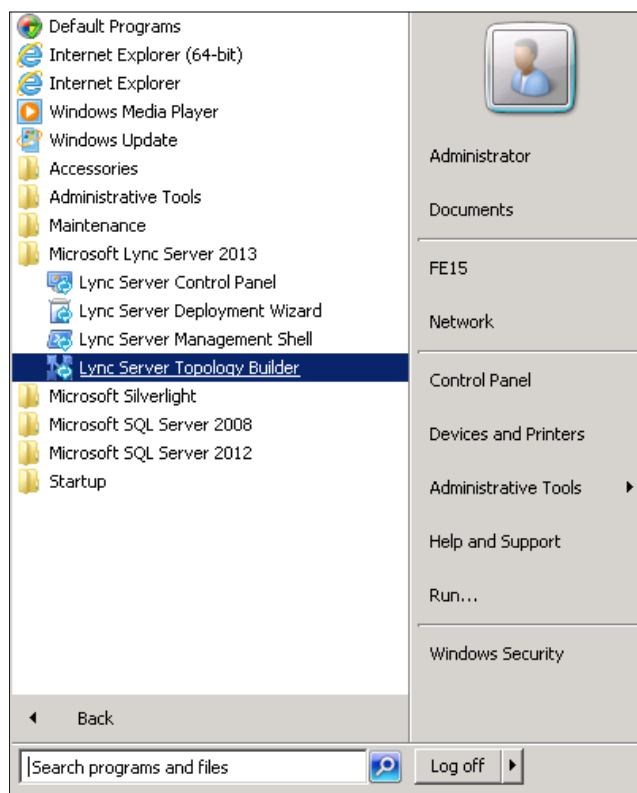 Default Programs
Internet Explorer (64-bit)
Internet Explorer
Windows Media Player
Windows Update
Accessories
Administrative Tools
Maintenance
Microsoft Lync Server 2013
Lync Server Control Panel
Lync Server Deployment Wizard
Lync Server Management Shell
Lync Server Topology Builder
Microsoft Silverlight
Microsoft SQL Server 2008
Microsoft SQL Server 2012
Startup
Back
Search programs and files
Administrator
Documents
FE15
Network
Control Panel
Devices and Printers
Administrative Tools
Help and Support
Run...
Windows Security
Log off